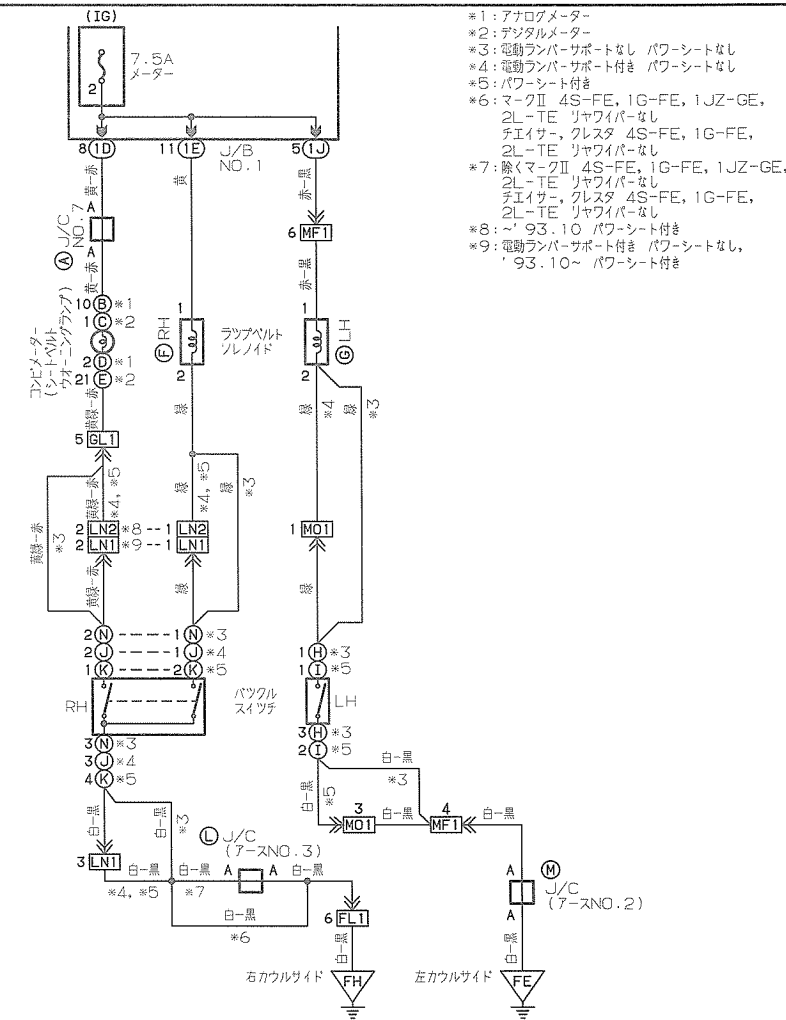 (IG)
7.5A
メーター
2
8 1D
11 1E
J/B
NO.1
5 1J
*1:アナログメーター
*2:デジタルメーター
*3:電動ランバーサポートなし パワーシートなし
*4:電動ランバーサポート付き パワーシートなし
*5:パワーシート付き
*6:マークⅡ 4S-FE, 1G-FE, 1JZ-GE,
2L-TE リヤワイパーなし
チエイサー, クレスタ 4S-FE, 1G-FE,
2L-TE リヤワイパーなし
*7:除くマークⅡ 4S-FE, 1G-FE, 1JZ-GE,
2L-TE リヤワイパーなし
チエイサー, クレスタ 4S-FE, 1G-FE,
2L-TE リヤワイパーなし
*8:~'93.10 パワーシート付き
*9:電動ランバーサポート付き パワーシートなし,
'93.10~ パワーシート付き
黄-赤
黄
赤-黒
A
A J/C
NO.7
A
黄-赤
6 MF1
赤-黒
10 B *1
1 C *2
2 D *1
21 E *2
コンビメーター
(シートベルト
ウオーニングランプ)
1
F RH
2
ラツプベルト
ソレノイド
1
G LH
2
黄緑-赤
緑
緑
*4
緑
*3
5 GL1
黄緑-赤
*3
黄緑-赤
*4, *5
緑
*4, *5
緑
*3
2 LN2 *8 -- 1 LN2
2 LN1 *9 -- 1 LN1
1 MO1
黄緑-赤
緑
緑
2 N ---- 1 N *3
2 J ---- 1 J *4
1 K ---- 2 K *5
1 H *3
1 I *5
RH
バツクル
スイツチ
LH
3 N *3
3 J *4
4 K *5
3 H *3
2 I *5
白-黒
*3
白-黒
*5
白-黒
白-黒
*3
3
MO1
白-黒
4
MF1
白-黒
L J/C
(アースNO.3)
3 LN1
白-黒
*4, *5
白-黒
*7
A
A
白-黒
白-黒
*6
6 FL1
白-黒
A
M
J/C
(アースNO.2)
A
白-黒
右カウルサイド
FH
左カウルサイド
FE